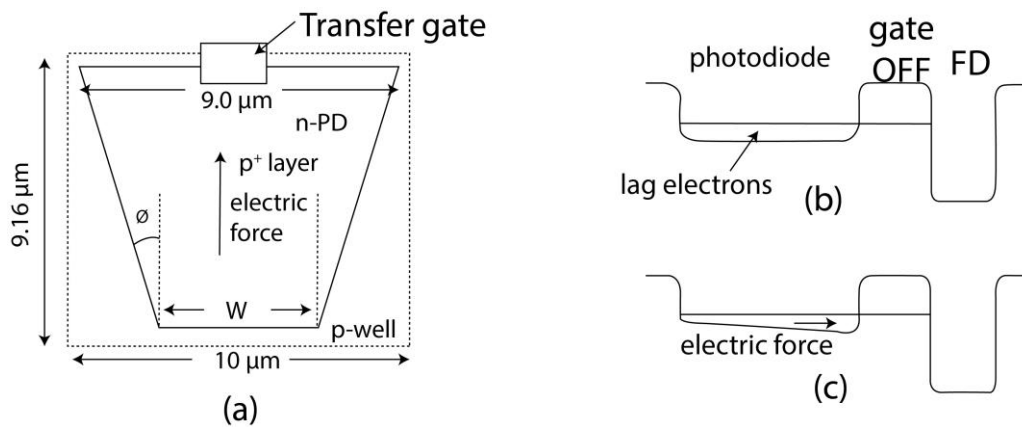 Transfer gate
9.0 µm
n-PD
p⁺ layer
electric
force
ø
9.16 µm
W
p-well
10 µm
(a)
photodiode
gate
OFF
FD
lag electrons
(b)
electric force
(c)